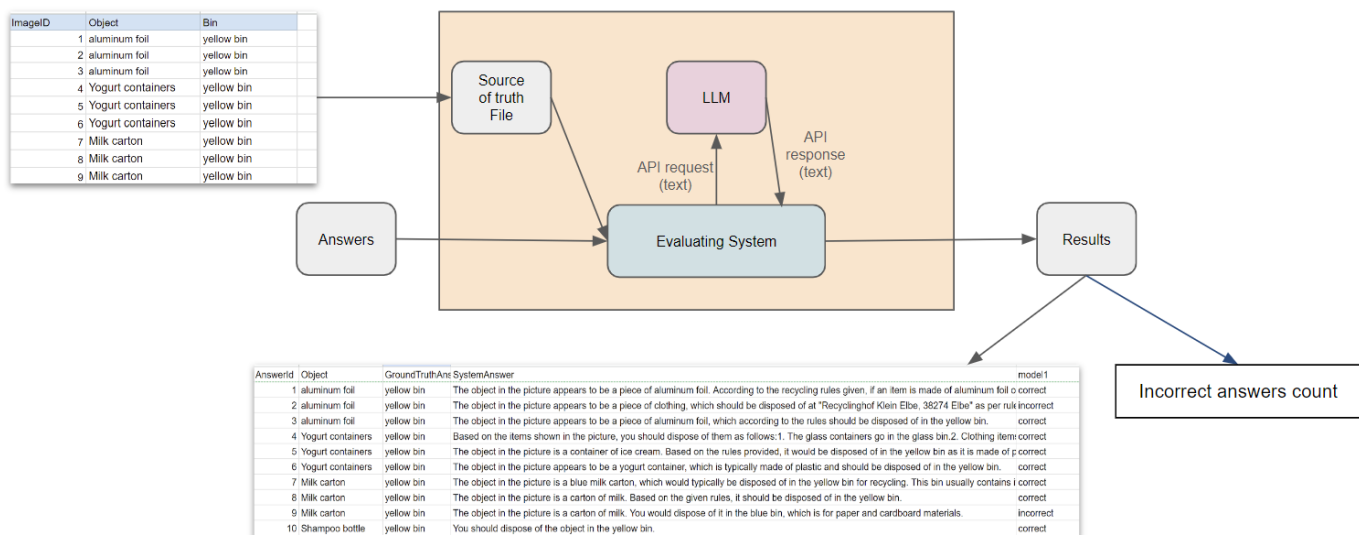 ImageID Object Bin
1 aluminum foil yellow bin
2 aluminum foil yellow bin
3 aluminum foil yellow bin
4 Yogurt containers yellow bin
5 Yogurt containers yellow bin
6 Yogurt containers yellow bin
7 Milk carton yellow bin
8 Milk carton yellow bin
9 Milk carton yellow bin
Source
of truth
File
LLM
API request
(text)
API
response
(text)
Answers
Evaluating System
Results
Incorrect answers count
AnswerId Object GroundTruthAns SystemAnswer model1
1 aluminum foil yellow bin The object in the picture appears to be a piece of aluminum foil. According to the recycling rules given, if an item is made of aluminum foil o correct
2 aluminum foil yellow bin The object in the picture appears to be a piece of clothing, which should be disposed of at "Recyclinghof Klein Elbe, 38274 Elbe" as per rule incorrect
3 aluminum foil yellow bin The object in the picture appears to be a piece of aluminum foil, which according to the rules should be disposed of in the yellow bin. correct
4 Yogurt containers yellow bin Based on the items shown in the picture, you should dispose of them as follows:1. The glass containers go in the glass bin.2. Clothing items correct
5 Yogurt containers yellow bin The object in the picture is a container of ice cream. Based on the rules provided, it would be disposed of in the yellow bin as it is made of p correct
6 Yogurt containers yellow bin The object in the picture appears to be a yogurt container, which is typically made of plastic and should be disposed of in the yellow bin. correct
7 Milk carton yellow bin The object in the picture is a blue milk carton, which would typically be disposed of in the yellow bin for recycling. This bin usually contains i correct
8 Milk carton yellow bin The object in the picture is a carton of milk. Based on the given rules, it should be disposed of in the yellow bin. correct
9 Milk carton yellow bin The object in the picture is a carton of milk. You would dispose of it in the blue bin, which is for paper and cardboard materials. incorrect
10 Shampoo bottle yellow bin You should dispose of the object in the yellow bin. correct